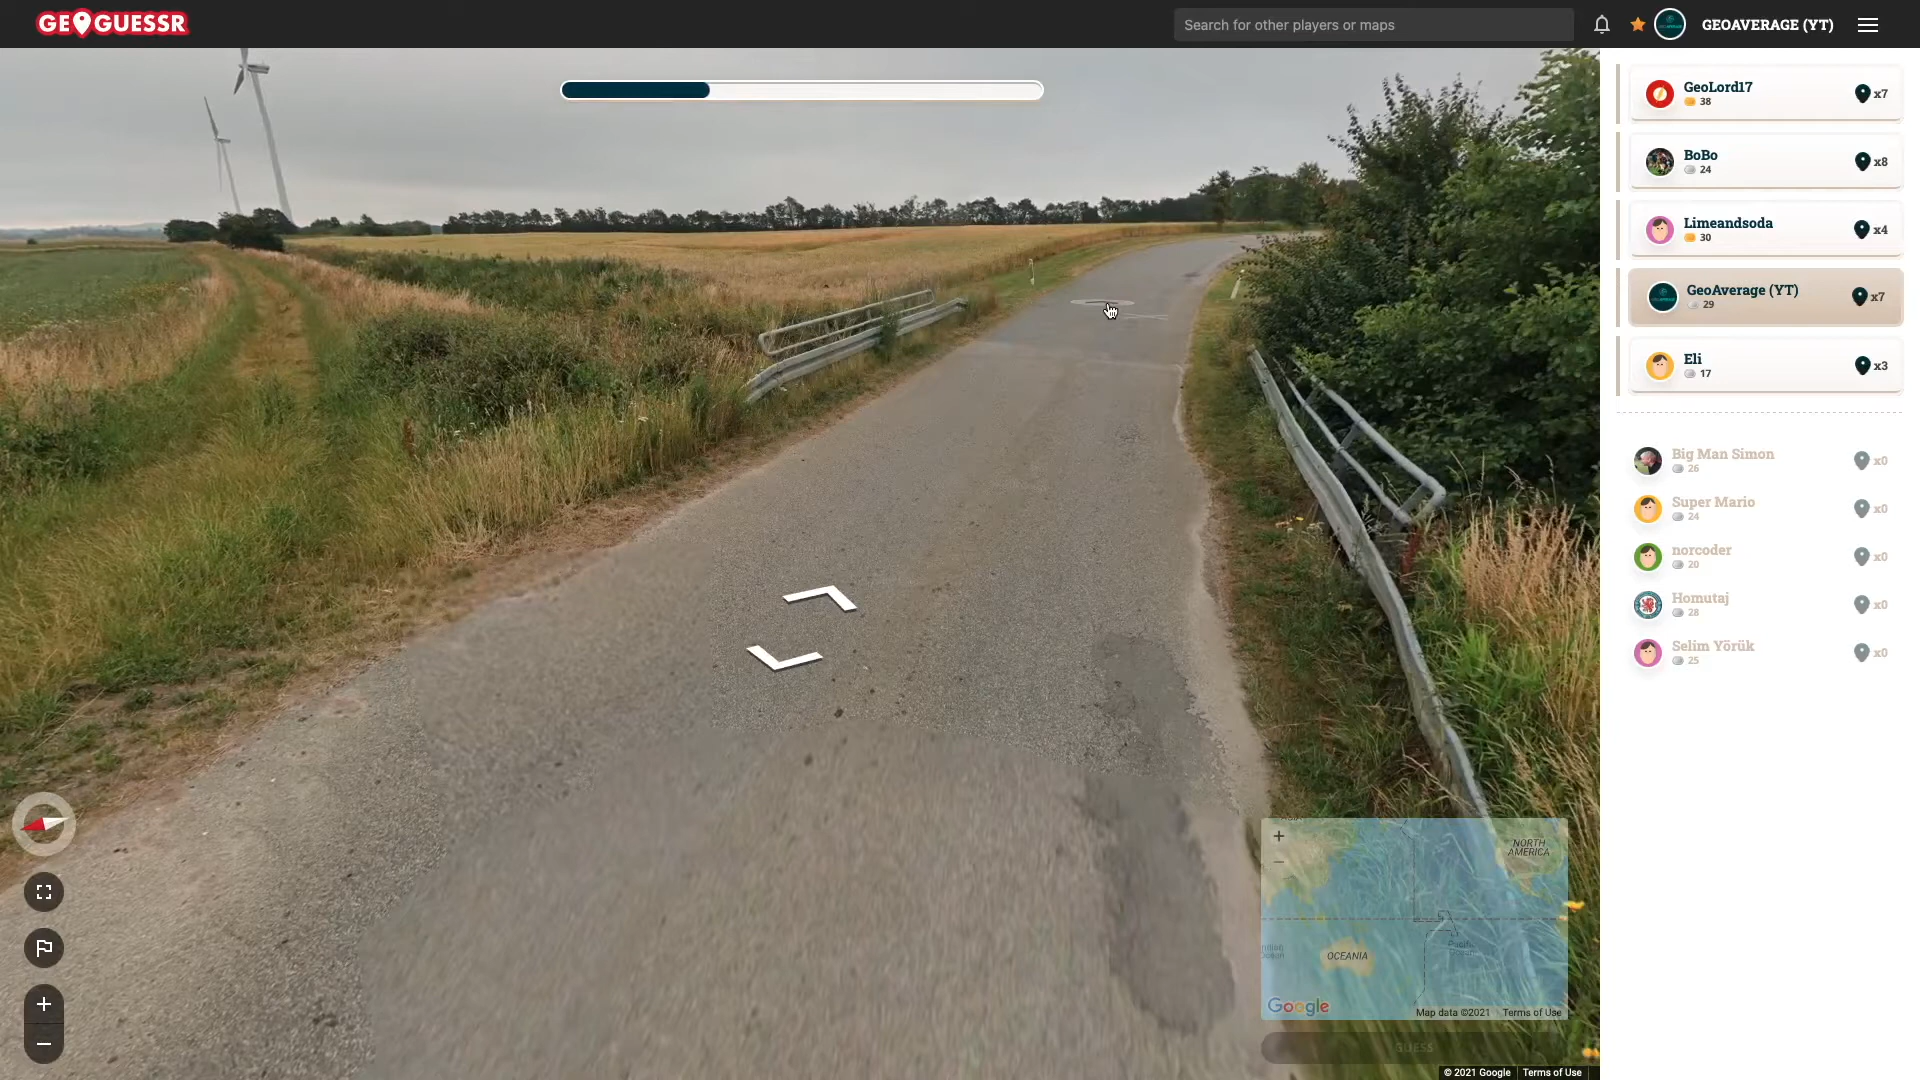 GEOGUESSR
Search for other players or maps
GEOAVERAGE (YT)
GeoLord17
38
x7
BoBo
24
x8
Limeandsoda
30
x4
GeoAverage (YT)
29
x7
Eli
17
x3
Big Man Simon
26
x0
Super Mario
24
x0
norcoder
20
x0
Homutaj
28
x0
Selim Yörük
25
x0
+
−
NORTH
AMERICA
Pacific
Ocean
OCEANIA
Google
Map data ©2021
Terms of Use
GUESS
+
−
© 2021 Google
Terms of Use